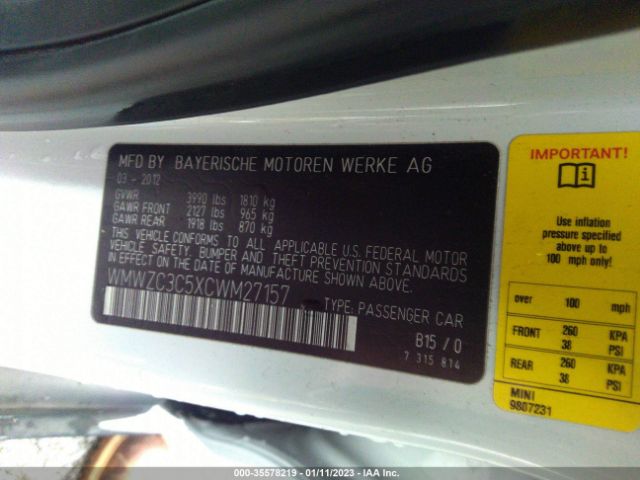 MFD BY BAYERISCHE MOTOREN WERKE AG
03 - 2012
GVWR 3990 lbs 1810 kg
GAWR FRONT 2127 lbs 965 kg
GAWR REAR 1918 lbs 870 kg
THIS VEHICLE CONFORMS TO ALL APPLICABLE U.S. FEDERAL MOTOR
VEHICLE SAFETY, BUMPER AND THEFT PREVENTION STANDARDS
IN EFFECT ON THE DATE OF MANUFACTURE SHOWN ABOVE.
WMWZC3C5XCWM27157
TYPE: PASSENGER CAR
B15 / 0
7 315 814
IMPORTANT!
i
Use inflation
pressure specified
above up to
100 mph only!
over 100 mph
FRONT 260 KPA
38 PSI
REAR 260 KPA
38 PSI
MINI
9807231
000-35578219 - 01/11/2023 - IAA Inc.